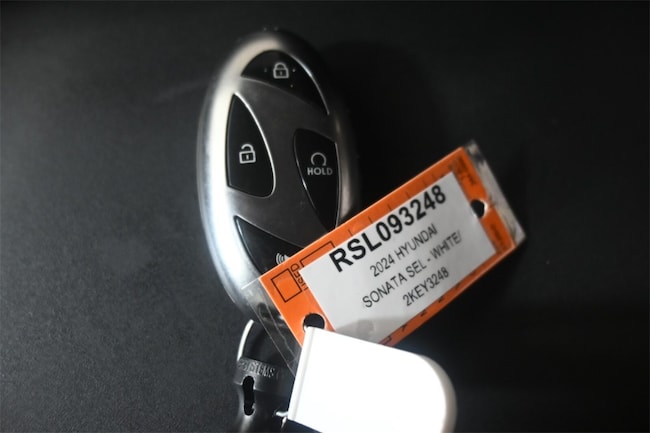 HOLD
RSL093248
2024 HYUNDAI
SONATA SEL - WHITE/
2KEY3248